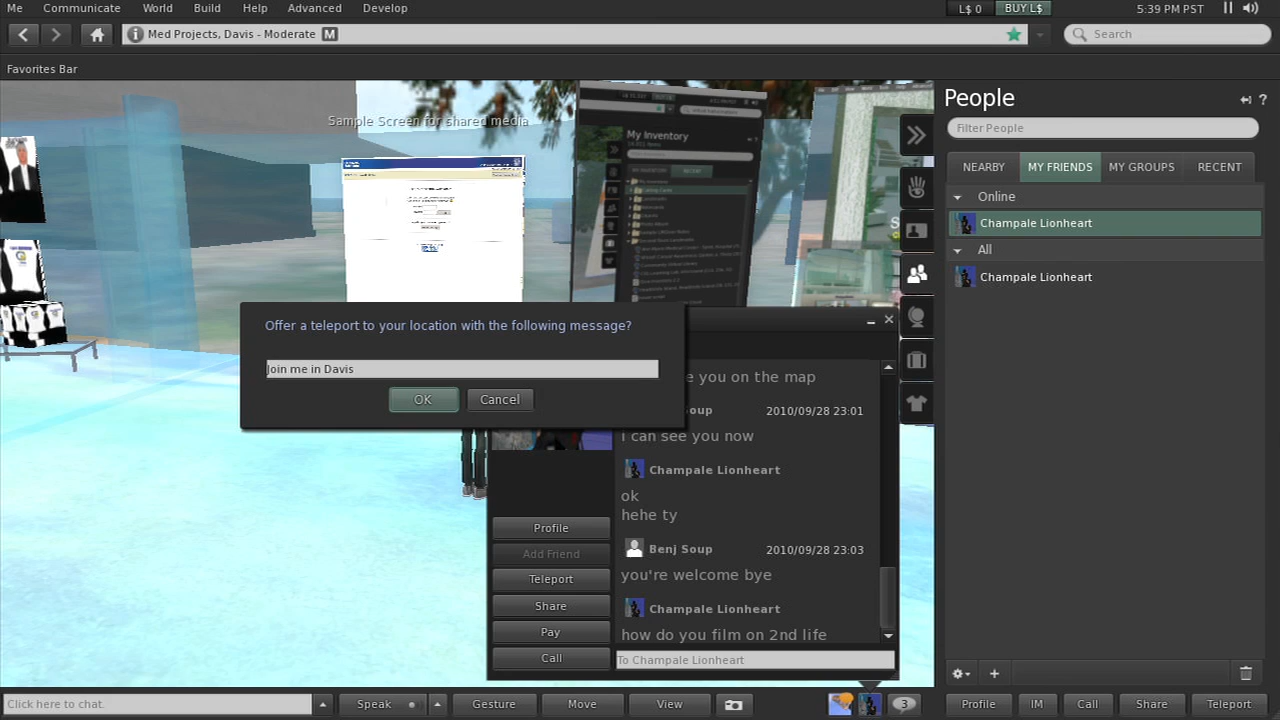 Me Communicate World Build Help Advanced Develop L$ 0 BUY L$ 5:39 PM PST
Med Projects, Davis - Moderate M Search
Favorites Bar
People
Filter People
NEARBY MY FRIENDS MY GROUPS RECENT
Online
Champale Lionheart
All
Champale Lionheart
Sample Screen for shared media
My Inventory
RECENT
Offer a teleport to your location with the following message?
Join me in Davis
OK Cancel
e you on the map
oup 2010/09/28 23:01
I can see you now
Champale Lionheart
ok
hehe ty
Benj Soup 2010/09/28 23:03
you're welcome bye
Champale Lionheart
how do you film on 2nd life
Profile
Add Friend
Teleport
Share
Pay
Call
To Champale Lionheart
Click here to chat. Speak Gesture Move View 3 Profile IM Call Share Teleport